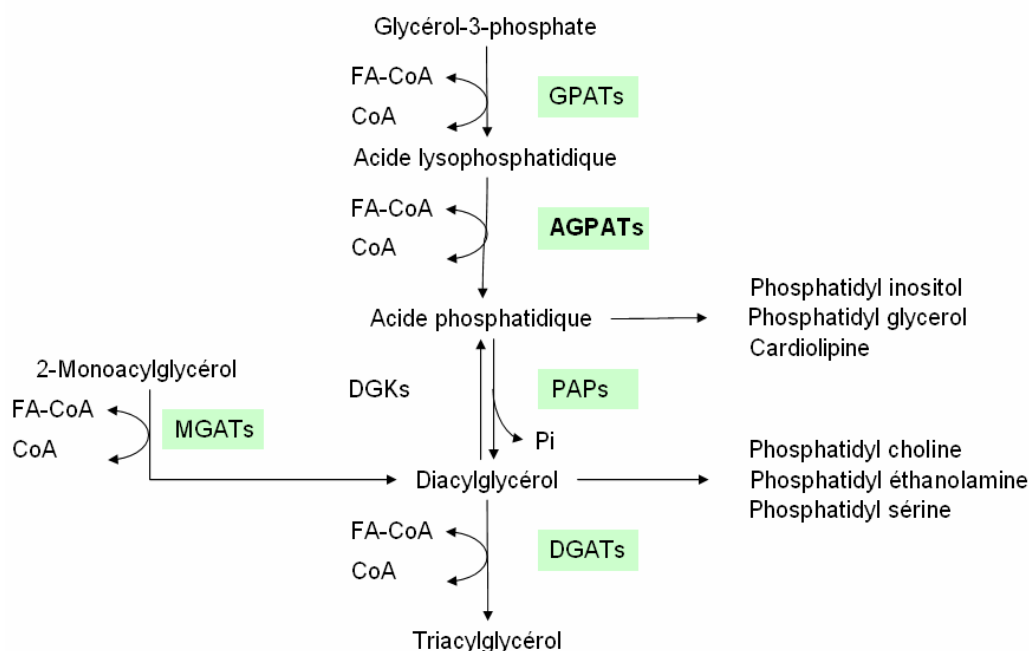 Glycérol-3-phosphate
FA-CoA
GPATs
CoA
Acide lysophosphatidique
FA-CoA
AGPATs
CoA
Acide phosphatidique
Phosphatidyl inositol
Phosphatidyl glycerol
Cardiolipine
2-Monoacylglycérol
DGKs
PAPs
FA-CoA
MGATs
CoA
Pi
Diacylglycérol
Phosphatidyl choline
Phosphatidyl éthanolamine
Phosphatidyl sérine
FA-CoA
DGATs
CoA
Triacylglycérol